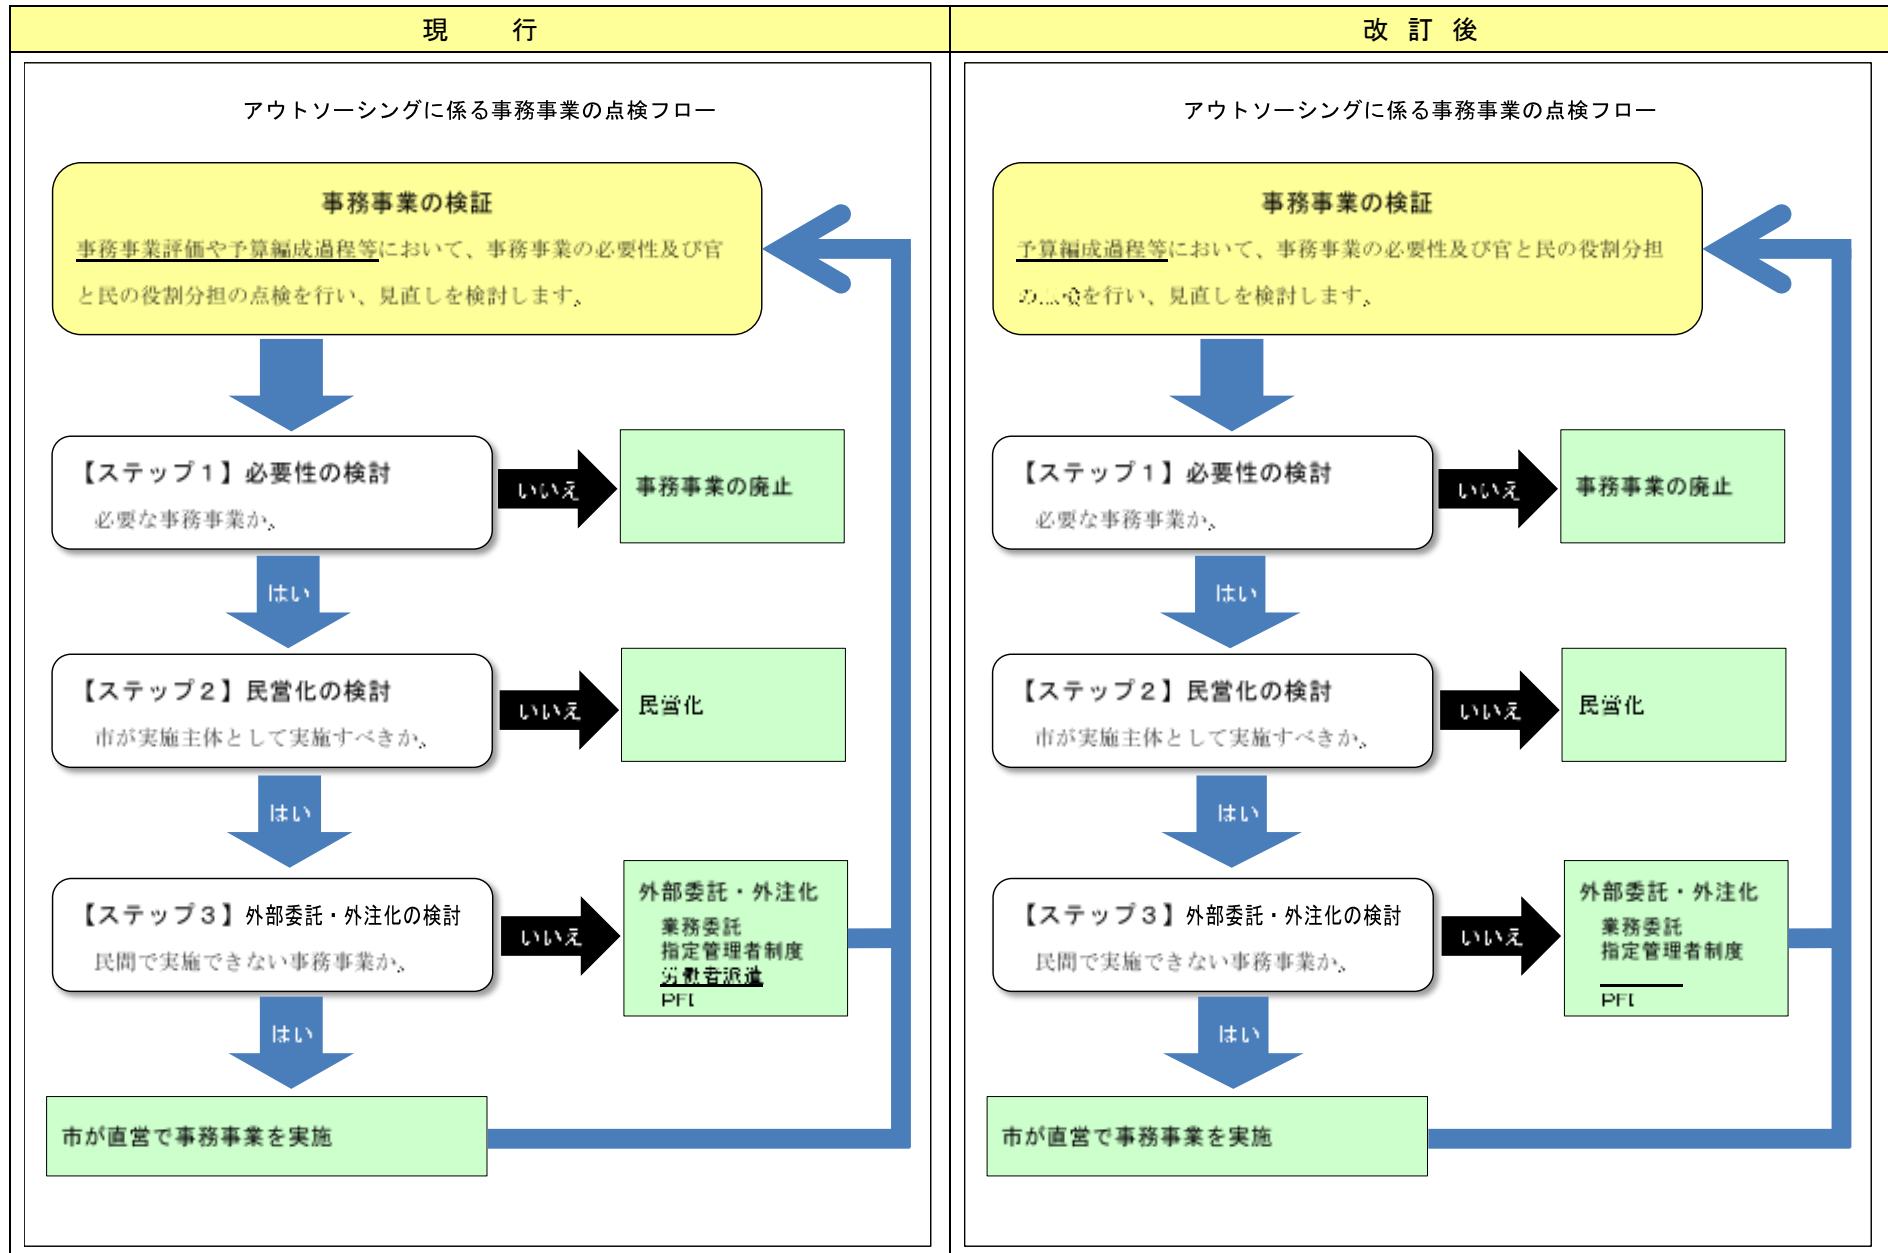 現 行
アウトソーシングに係る事務事業の点検フロー
事務事業の検証
事務事業評価や予算編成過程等において、事務事業の必要性及び官
と民の役割分担の点検を行い、見直しを検討します。
【ステップ１】必要性の検討
必要な事務事業か。
いいえ
事務事業の廃止
はい
【ステップ２】民営化の検討
市が実施主体として実施すべきか。
いいえ
民営化
はい
【ステップ３】外部委託・外注化の検討
民間で実施できない事務事業か。
いいえ
外部委託・外注化
業務委託
指定管理者制度
労働者派遣
PFI
はい
市が直営で事務事業を実施
改 訂 後
アウトソーシングに係る事務事業の点検フロー
事務事業の検証
予算編成過程等において、事務事業の必要性及び官と民の役割分担
の点検を行い、見直しを検討します。
【ステップ１】必要性の検討
必要な事務事業か。
いいえ
事務事業の廃止
はい
【ステップ２】民営化の検討
市が実施主体として実施すべきか。
いいえ
民営化
はい
【ステップ３】外部委託・外注化の検討
民間で実施できない事務事業か。
いいえ
外部委託・外注化
業務委託
指定管理者制度
PFI
はい
市が直営で事務事業を実施